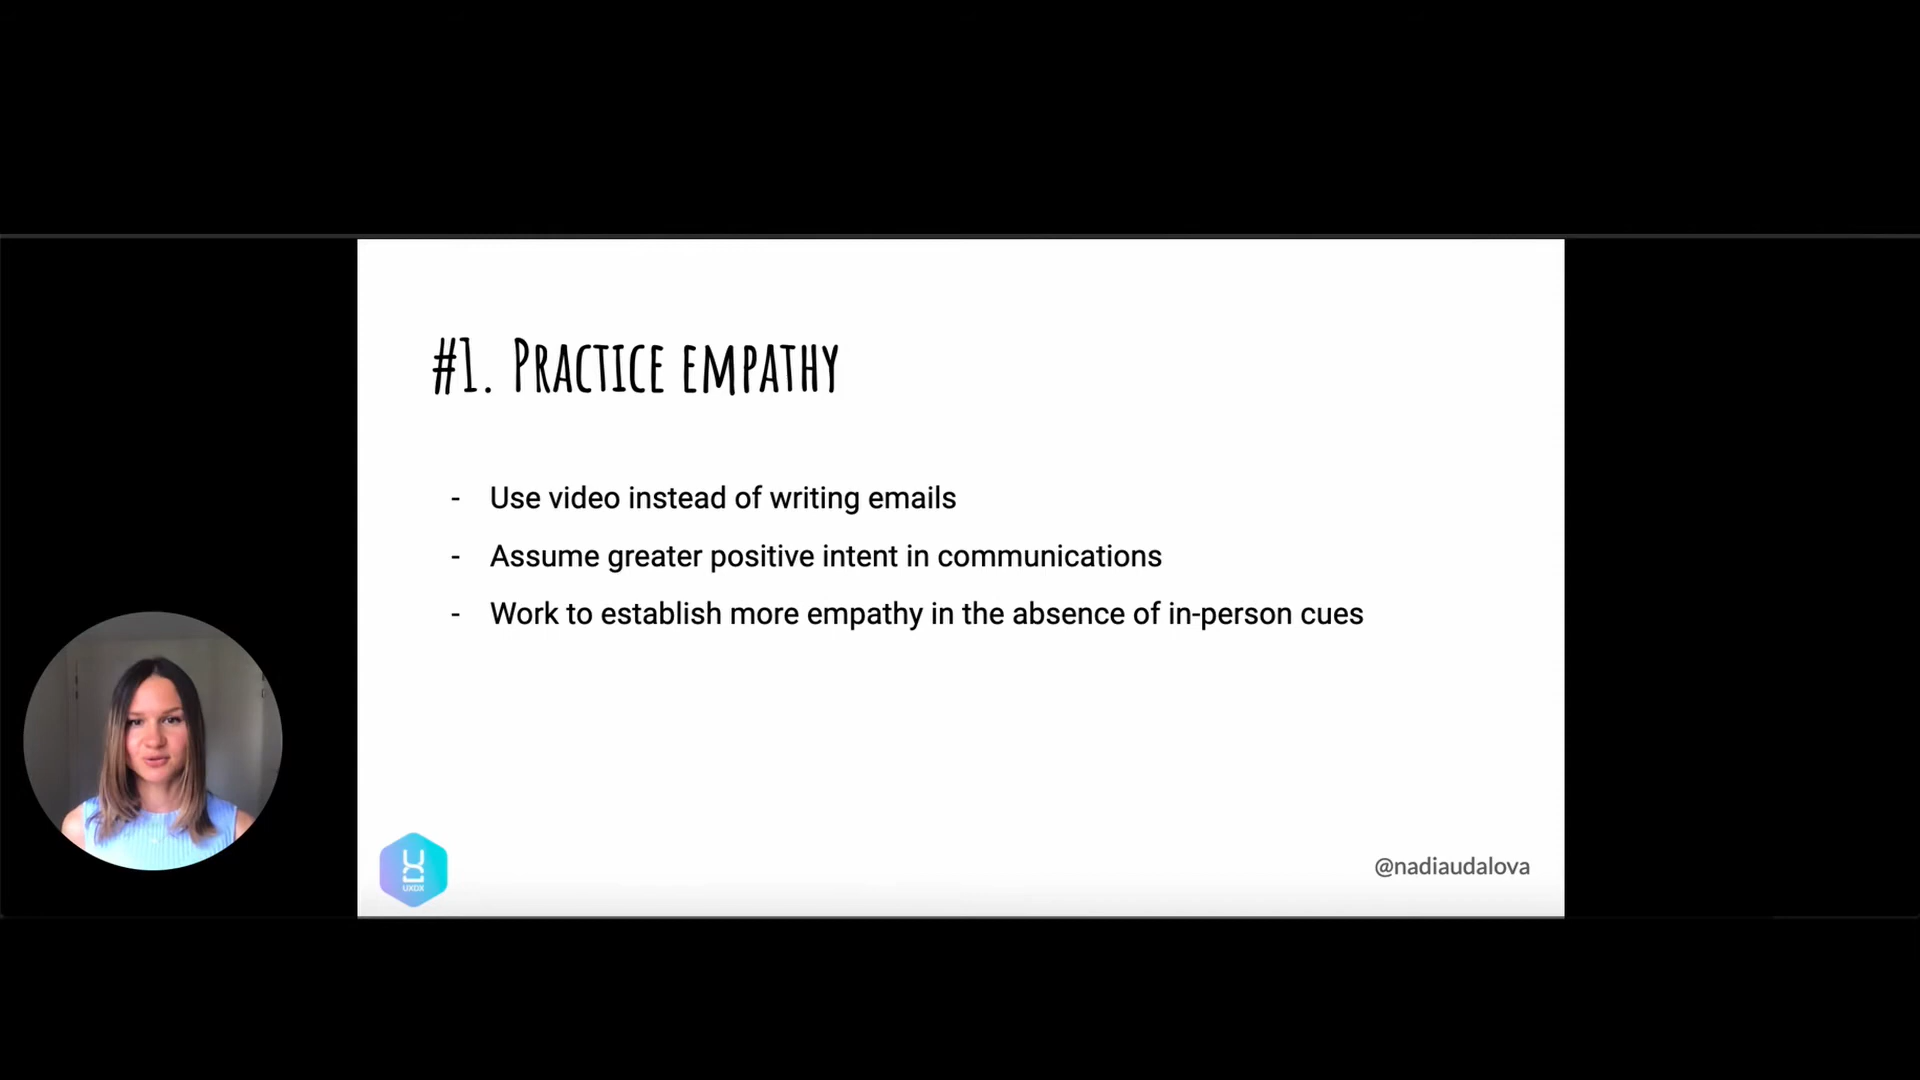 #1. PRACTICE EMPATHY
- Use video instead of writing emails
- Assume greater positive intent in communications
- Work to establish more empathy in the absence of in-person cues
UXDX
@nadiaudalova